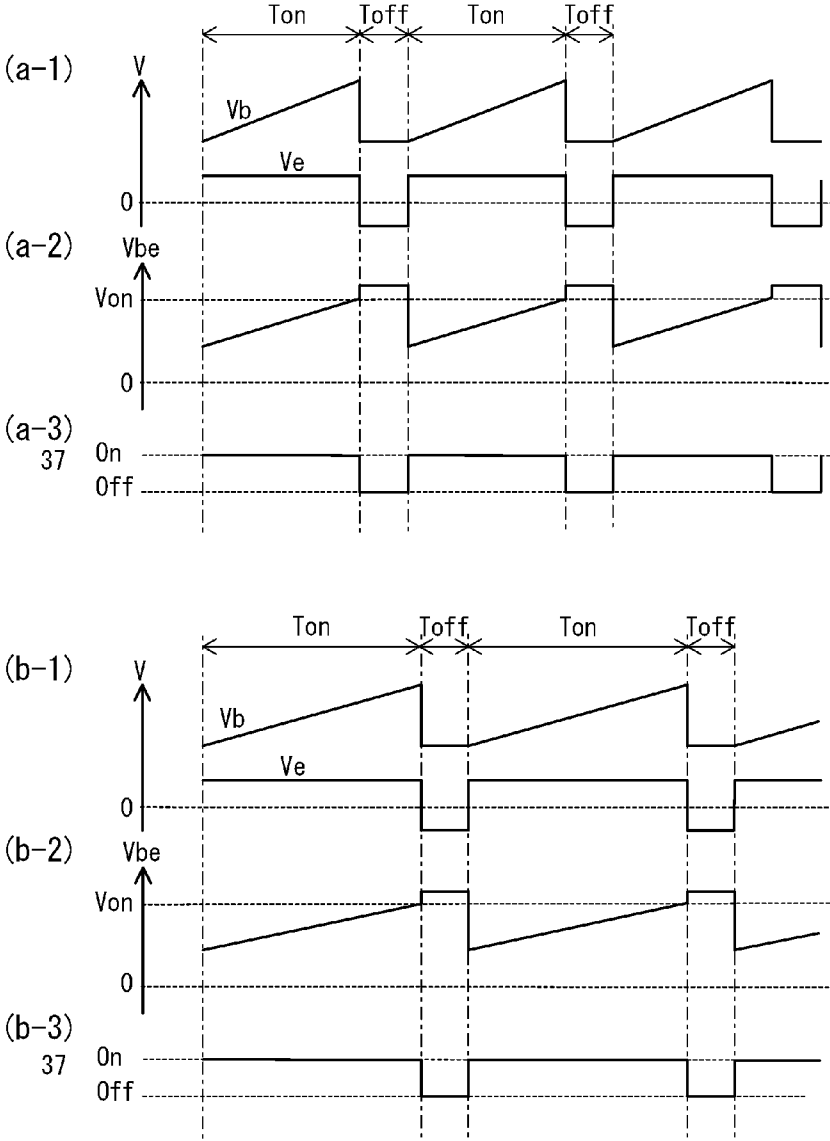 Ton Toff Ton Toff
(a-1)
V
Vb
Ve
0
(a-2)
Vbe
Von
0
(a-3)
37 On
Off
Ton Toff Ton Toff
(b-1)
V
Vb
Ve
0
(b-2)
Vbe
Von
0
(b-3)
37 On
Off